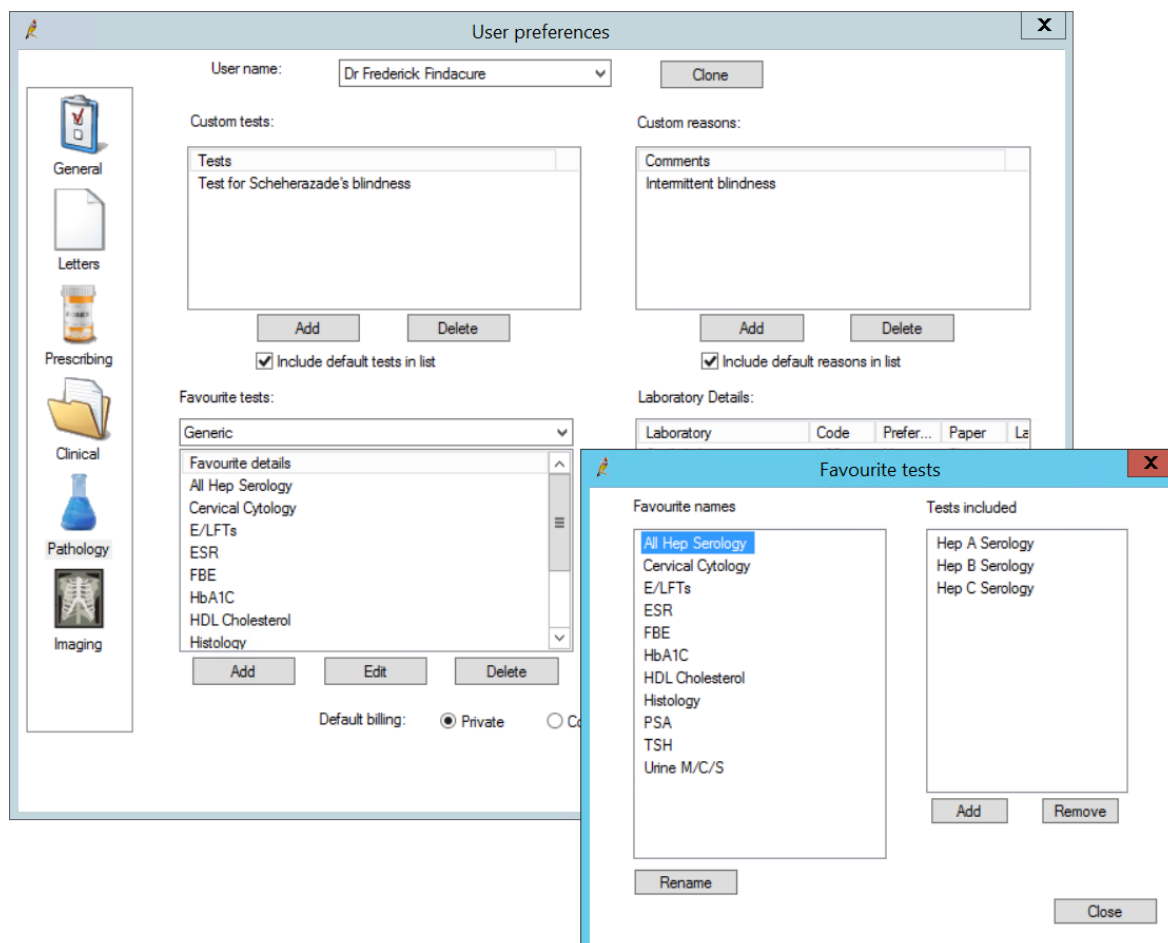 User preferences
X
User name:
Dr Frederick Findacure
Clone
General
Letters
Prescribing
Clinical
Pathology
Imaging
Custom tests:
Tests
Test for Scheherazade's blindness
Add Delete
Include default tests in list
Custom reasons:
Comments
Intermittent blindness
Add Delete
Include default reasons in list
Favourite tests:
Generic
Favourite details
All Hep Serology
Cervical Cytology
E/LFTs
ESR
FBE
HbA1C
HDL Cholesterol
Histology
Add Edit Delete
Laboratory Details:
Laboratory Code Prefer... Paper La
Default billing: Private Co
Favourite tests
X
Favourite names
All Hep Serology
Cervical Cytology
E/LFTs
ESR
FBE
HbA1C
HDL Cholesterol
Histology
PSA
TSH
Urine M/C/S
Rename
Tests included
Hep A Serology
Hep B Serology
Hep C Serology
Add Remove
Close